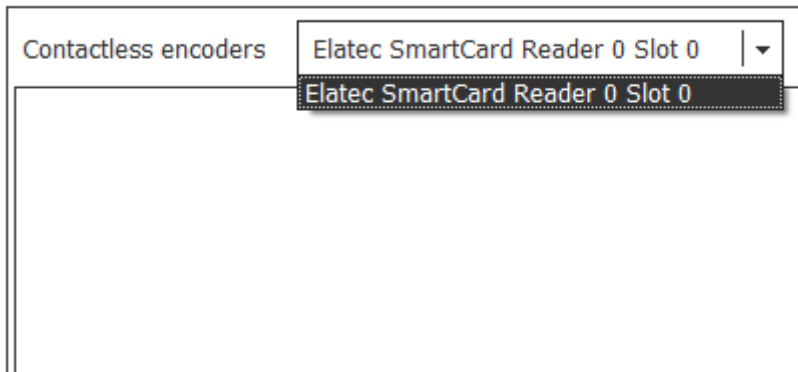 Contactless encoders Elatec SmartCard Reader 0 Slot 0
Elatec SmartCard Reader 0 Slot 0